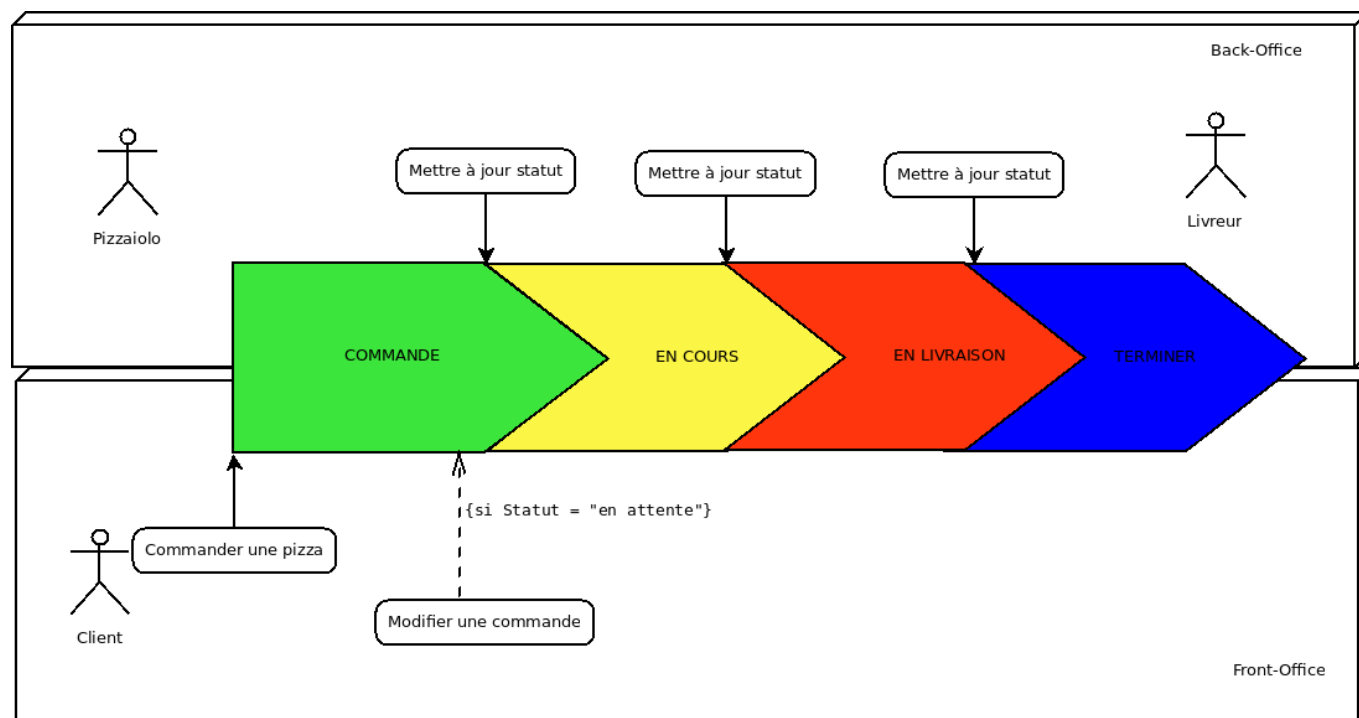 Back-Office
Mettre à jour statut
Mettre à jour statut
Mettre à jour statut
Pizzaiolo
Livreur
COMMANDE
EN COURS
EN LIVRAISON
TERMINER
{si Statut = "en attente"}
Commander une pizza
Modifier une commande
Client
Front-Office